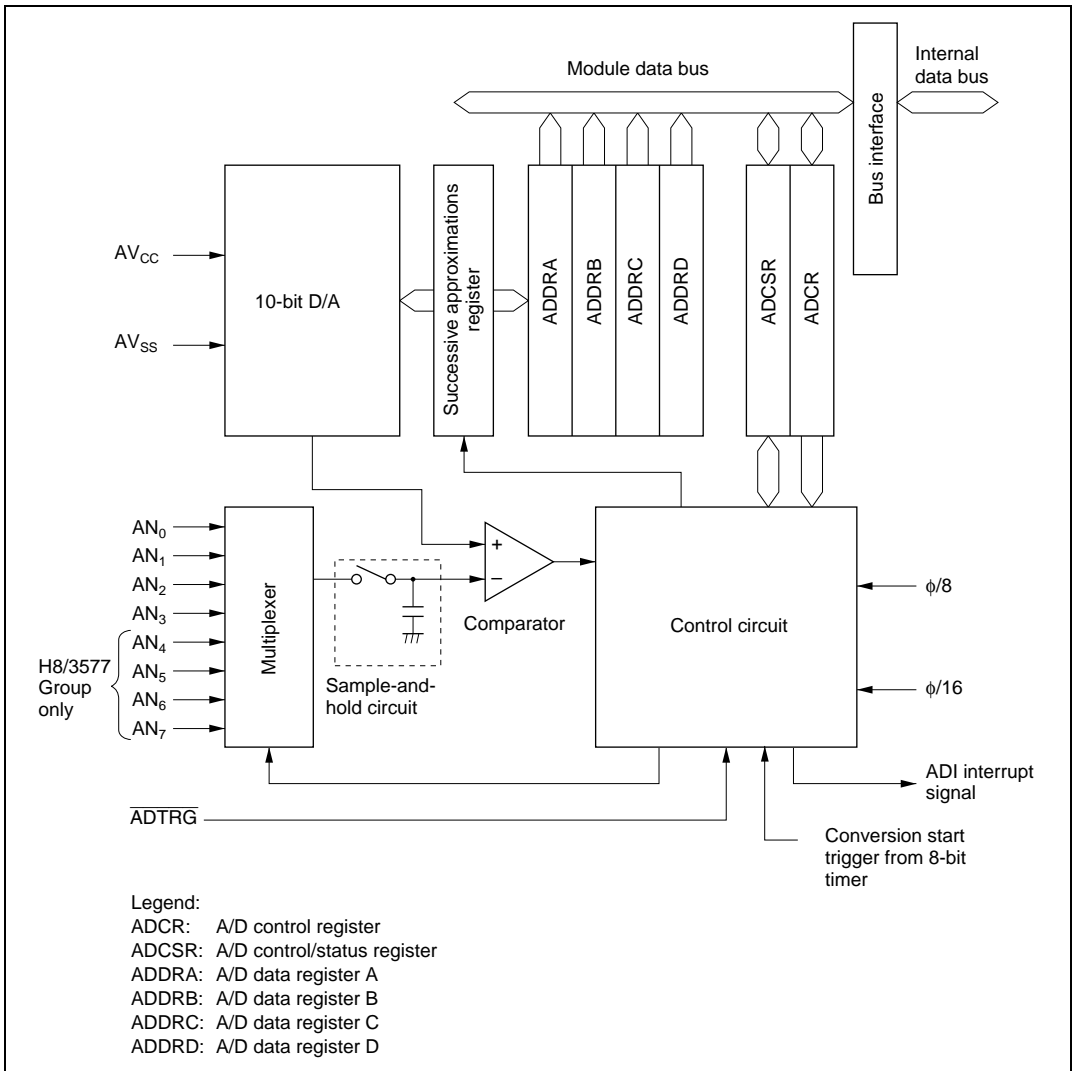 Internal
data bus
Module data bus
Bus interface
AVCC
AVSS
10-bit D/A
Successive approximations
register
ADDRA
ADDRB
ADDRC
ADDRD
ADCSR
ADCR
AN0
AN1
AN2
AN3
AN4
AN5
AN6
AN7
H8/3577
Group
only
Multiplexer
Sample-and-
hold circuit
+
−
Comparator
Control circuit
ϕ/8
ϕ/16
ADI interrupt
signal
ADTRG
Conversion start
trigger from 8-bit
timer
Legend:
ADCR: A/D control register
ADCSR: A/D control/status register
ADDRA: A/D data register A
ADDRB: A/D data register B
ADDRC: A/D data register C
ADDRD: A/D data register D